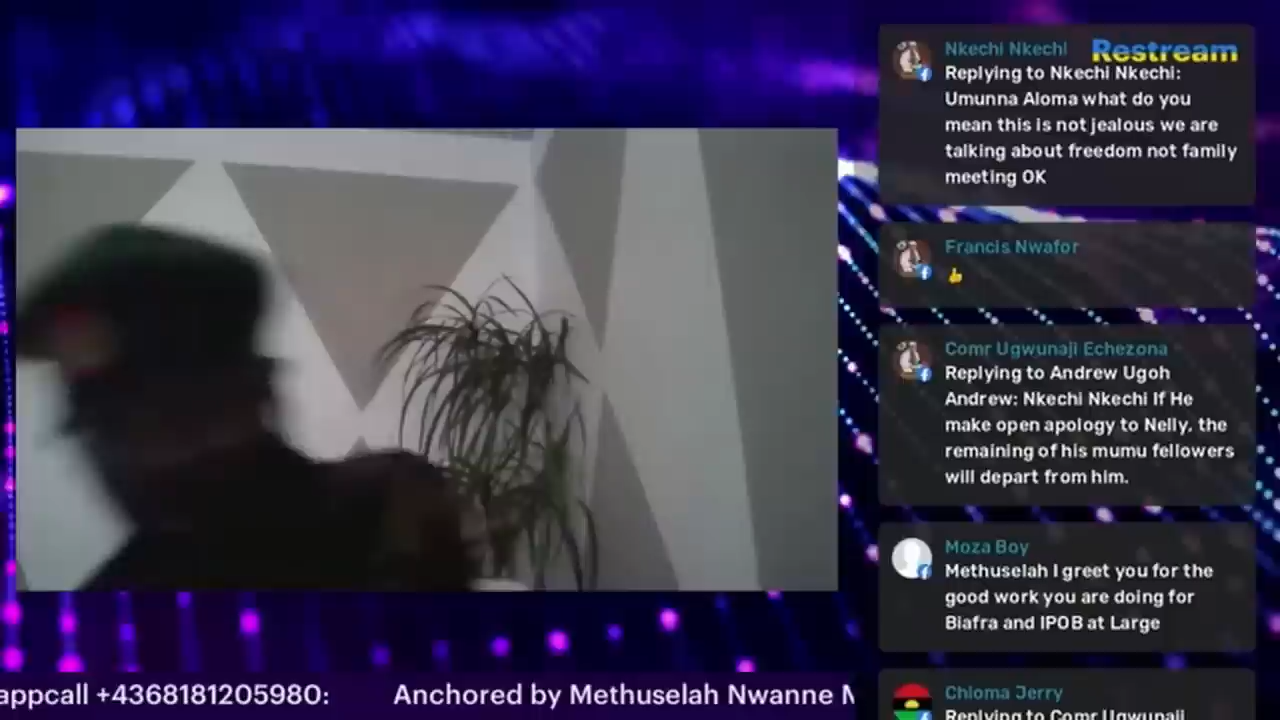 Nkechi Nkechi
Restream
Replying to Nkechi Nkechi:
Umunna Aloma what do you
mean this is not jealous we are
talking about freedom not family
meeting OK
Francis Nwafor
Comr Ugwunaji Echezona
Replying to Andrew Ugoh
Andrew: Nkechi Nkechi If He
make open apology to Nelly, the
remaining of his mumu fellowers
will depart from him.
Moza Boy
Methuselah I greet you for the
good work you are doing for
Biafra and IPOB at Large
Chioma Jerry
Replying to Comr Ugwunaji
appcall +4368181205980:
Anchored by Methuselah Nwanne M